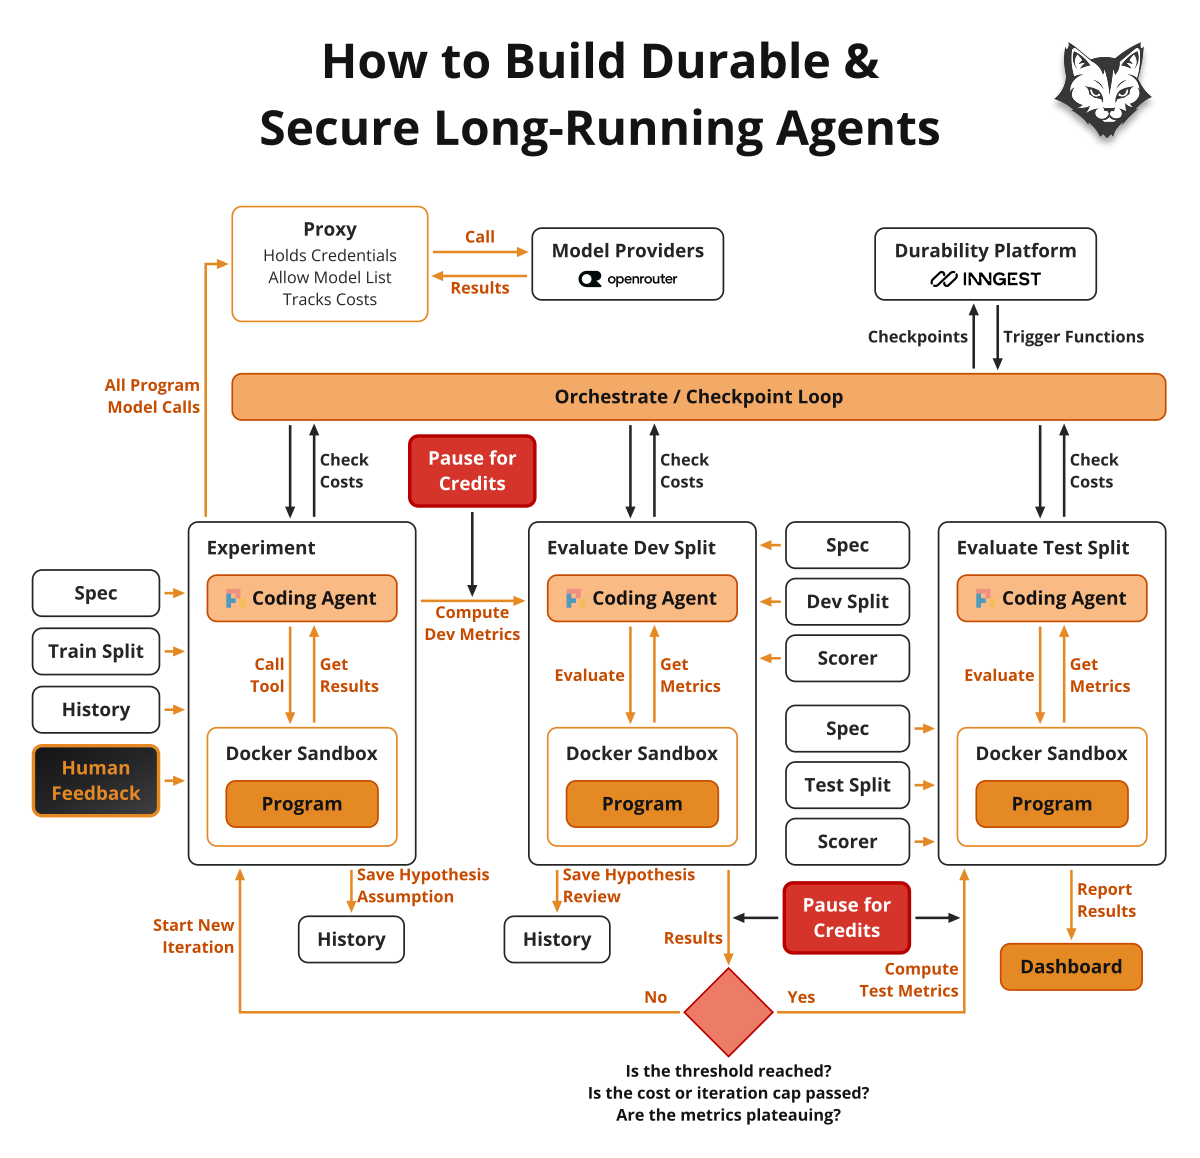 How to Build Durable &
Secure Long-Running Agents
Proxy
Holds Credentials
Allow Model List
Tracks Costs
Call
Results
Model Providers
openrouter
Durability Platform
INNGEST
Checkpoints
Trigger Functions
All Program
Model Calls
Orchestrate / Checkpoint Loop
Check
Costs
Pause for
Credits
Check
Costs
Check
Costs
Spec
Train Split
History
Human
Feedback
Experiment
Coding Agent
Call
Tool
Get
Results
Docker Sandbox
Program
Compute
Dev Metrics
Evaluate Dev Split
Coding Agent
Evaluate
Get
Metrics
Docker Sandbox
Program
Spec
Dev Split
Scorer
Spec
Test Split
Scorer
Evaluate Test Split
Coding Agent
Evaluate
Get
Metrics
Docker Sandbox
Program
Start New
Iteration
Save Hypothesis
Assumption
History
Save Hypothesis
Review
History
Results
Pause for
Credits
Compute
Test Metrics
Report
Results
Dashboard
No
Yes
Is the threshold reached?
Is the cost or iteration cap passed?
Are the metrics plateauing?